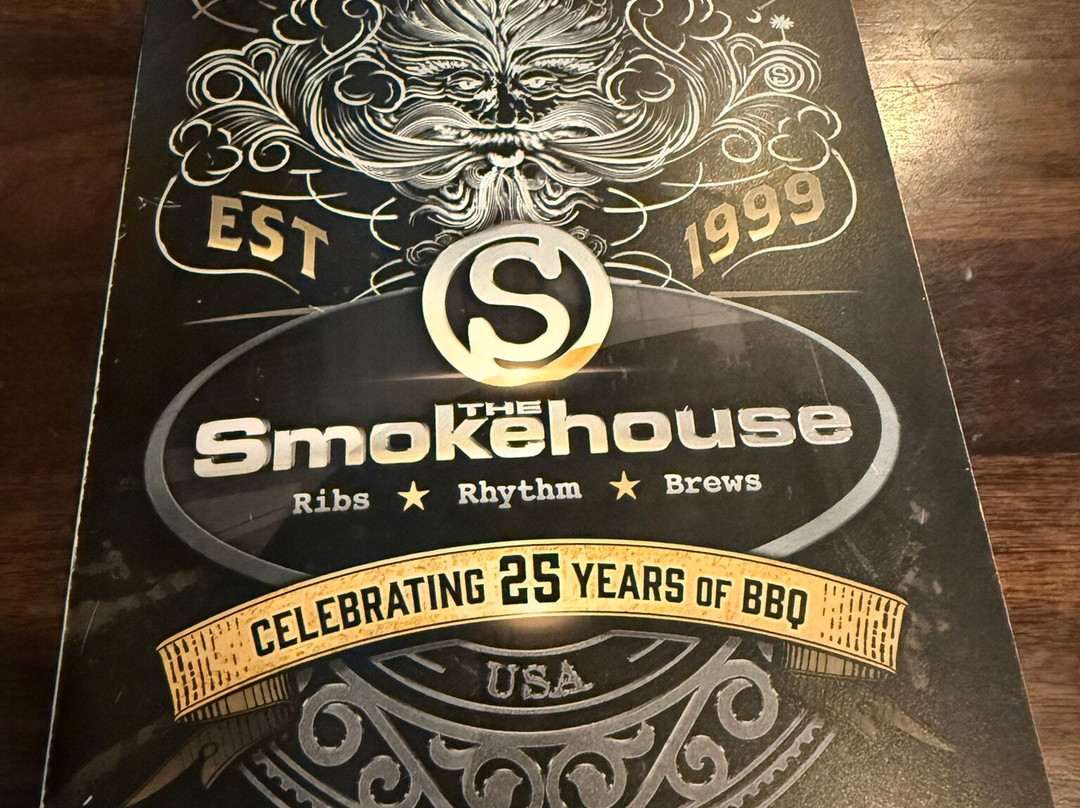 EST 1999
S
THE
Smokehouse
Ribs ★ Rhythm ★ Brews
CELEBRATING 25 YEARS OF BBQ
USA